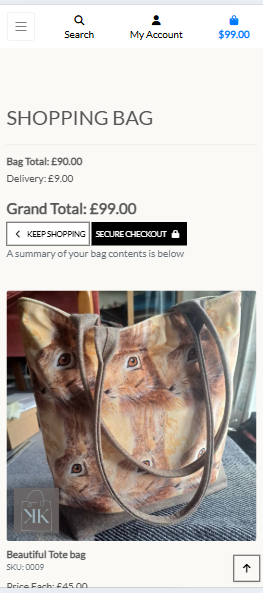 Search
My Account
$99.00
SHOPPING BAG
Bag Total: £90.00
Delivery: £9.00
Grand Total: £99.00
KEEP SHOPPING
SECURE CHECKOUT
A summary of your bag contents is below
KK
Beautiful Tote bag
SKU: 0009
Price Each: £45.00